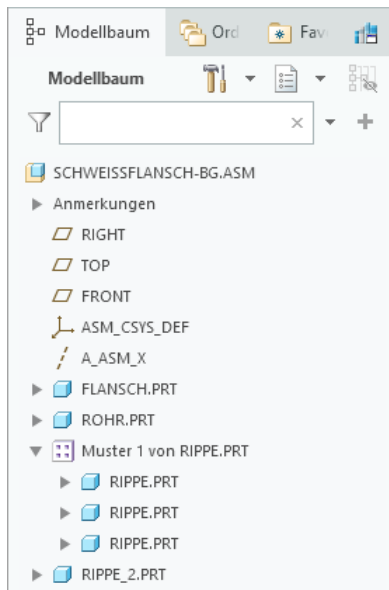 Modellbaum Ord Fav
Modellbaum
SCHWEISSFLANSCH-BG.ASM
Anmerkungen
RIGHT
TOP
FRONT
ASM_CSYS_DEF
A_ASM_X
FLANSCH.PRT
ROHR.PRT
Muster 1 von RIPPE.PRT
RIPPE.PRT
RIPPE.PRT
RIPPE.PRT
RIPPE_2.PRT